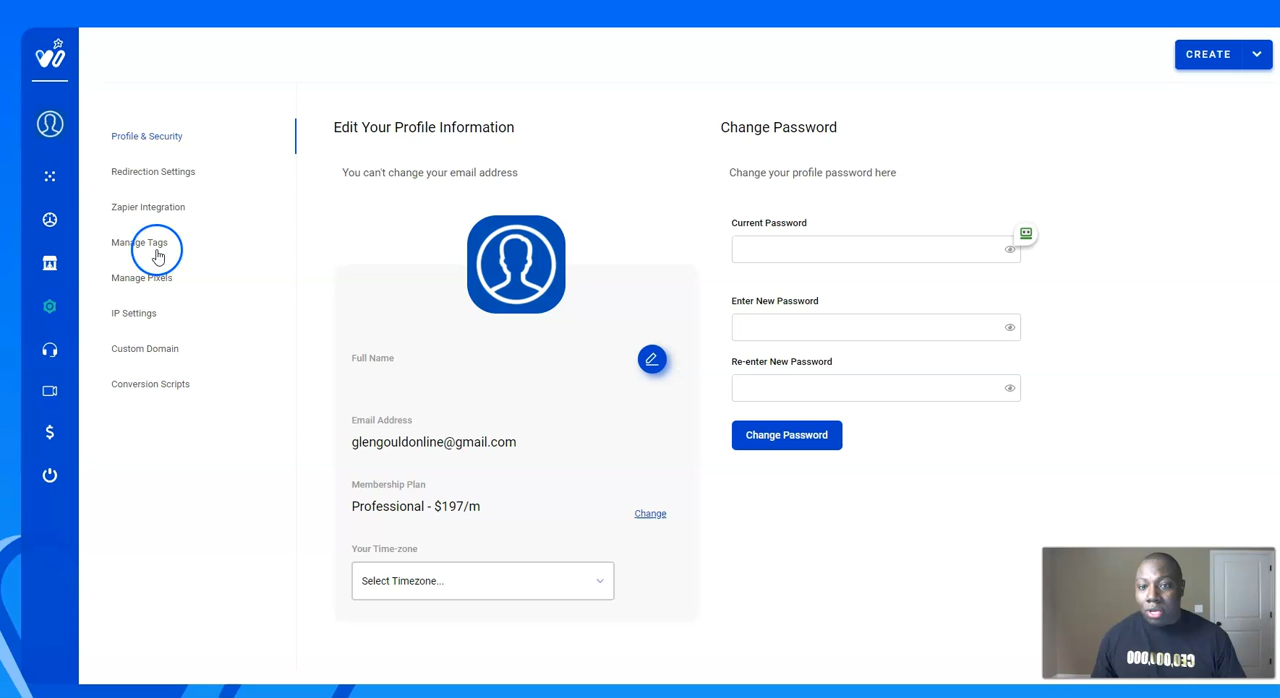 CREATE
Profile & Security
Redirection Settings
Zapier Integration
Manage Tags
Manage Pixels
IP Settings
Custom Domain
Conversion Scripts
Edit Your Profile Information
You can't change your email address
Full Name
Email Address
glengouldonline@gmail.com
Membership Plan
Professional - $197/m
Change
Your Time-zone
Select Timezone...
Change Password
Change your profile password here
Current Password
Enter New Password
Re-enter New Password
Change Password